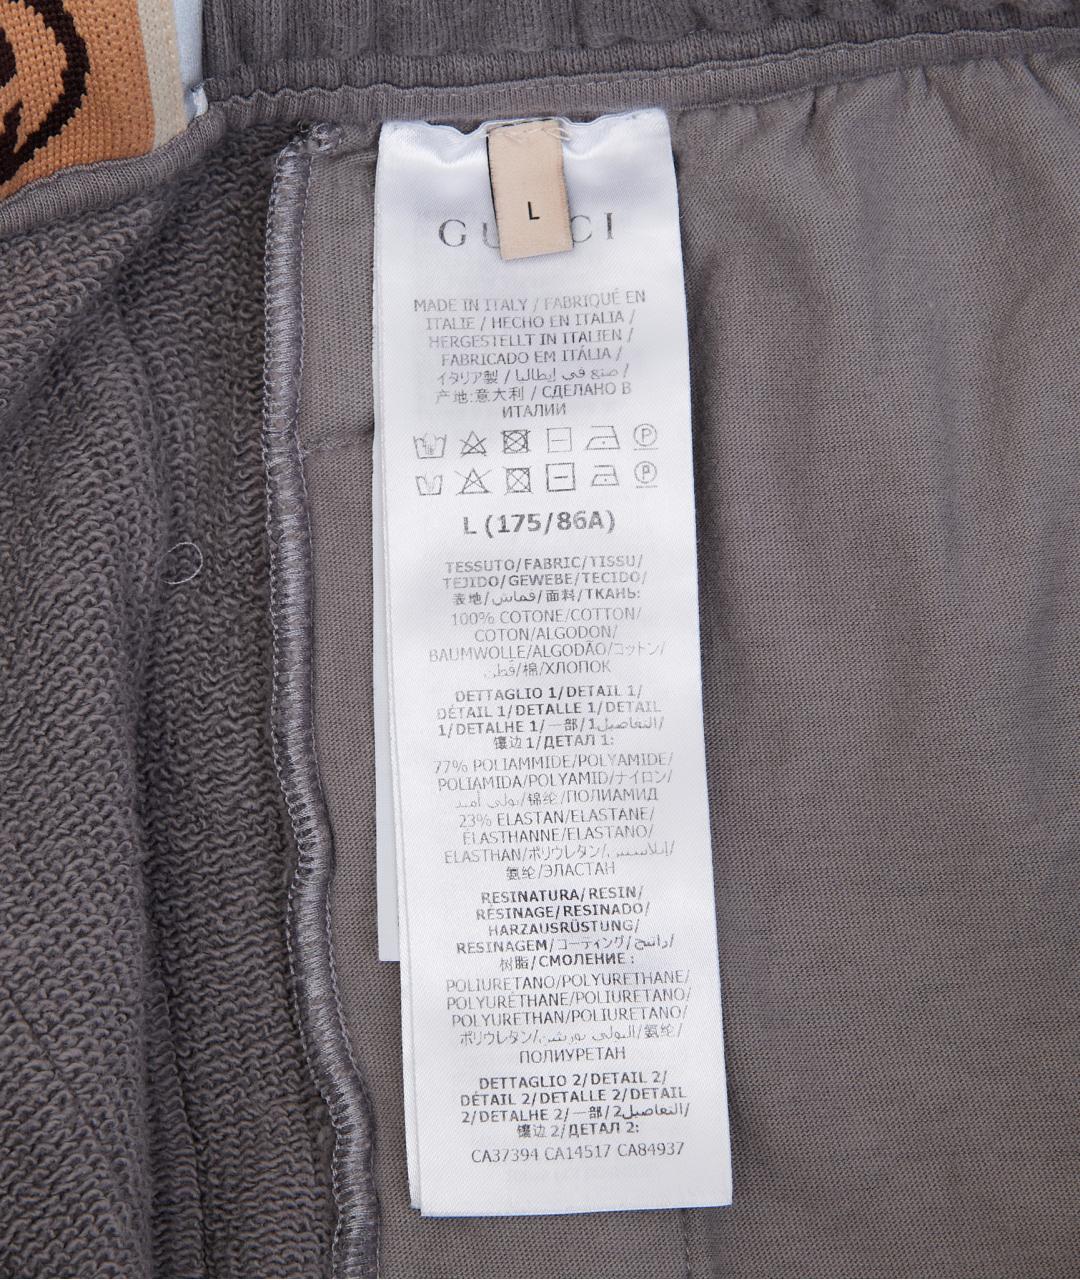 L
GUCCI
MADE IN ITALY / FABRIQUÉ EN
ITALIE / HECHO EN ITALIA /
HERGESTELLT IN ITALIEN /
FABRICADO EM ITÁLIA /
イタリア製 / صنع في إيطاليا /
产地:意大利 / СДЕЛАНО В
ИТАЛИИ
L (175/86A)
TESSUTO/FABRIC/TISSU/
TEJIDO/GEWEBE/TECIDO/
表地/قماش/面料/ТКАНЬ:
100% COTONE/COTTON/
COTON/ALGODON/
BAUMWOLLE/ALGODÃO/コットン/
قطن/棉/ХЛОПОК
DETTAGLIO 1/DETAIL 1/
DÉTAIL 1/DETALLE 1/DETAIL
1/DETALHE 1/一部/التفاصيل1/
镶边 1/ДЕТАЛ 1:
77% POLIAMMIDE/POLYAMIDE/
POLIAMIDA/POLYAMID/ナイロン/
بولي أميد/锦纶/ПОЛИАМИД
23% ELASTAN/ELASTANE/
ÉLASTHANNE/ELASTANO/
ELASTHAN/ポリウレタン/
氨纶/ЭЛАСТАН
RESINATURA/RESIN/
RÉSINAGE/RESINADO/
HARZAUSRÜSTUNG/
RESINAGEM/コーティング/راتنج/
树脂/СМОЛЕНИЕ :
POLIURETANO/POLYURETHANE/
POLYURÉTHANE/POLIURETANO/
POLYURETHAN/POLIURETANO/
ポリウレタン/البولي يوريثين/氨纶/
ПОЛИУРЕТАН
DETTAGLIO 2/DETAIL 2/
DÉTAIL 2/DETALLE 2/DETAIL
2/DETALHE 2/一部/التفاصيل2/
镶边 2/ДЕТАЛ 2:
CA37394 CA14517 CA84937